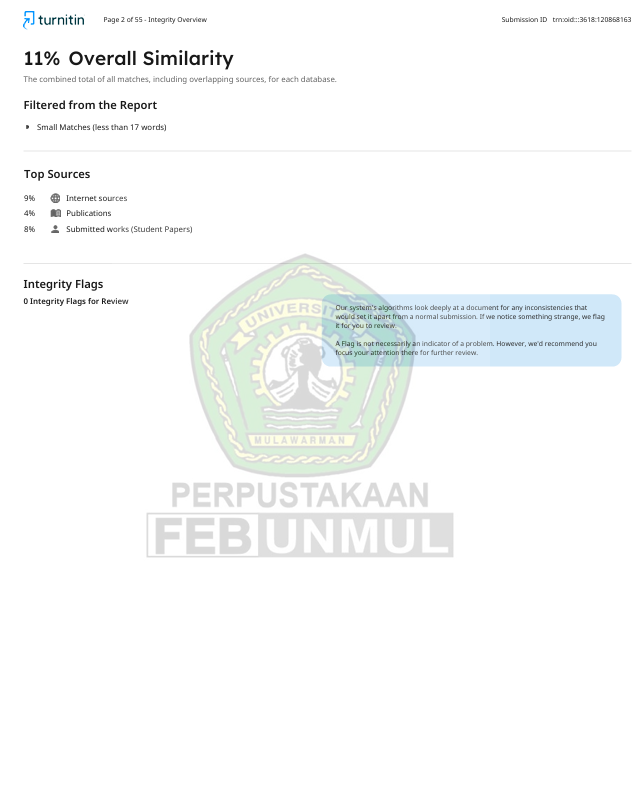 turnitin
Page 2 of 55 - Integrity Overview
Submission ID trn:oid:::3618:120868163
11% Overall Similarity
The combined total of all matches, including overlapping sources, for each database.
Filtered from the Report
Small Matches (less than 17 words)
Top Sources
9% Internet sources
4% Publications
8% Submitted works (Student Papers)
Integrity Flags
0 Integrity Flags for Review
Our system's algorithms look deeply at a document for any inconsistencies that
would set it apart from a normal submission. If we notice something strange, we flag
it for you to review.
A Flag is not necessarily an indicator of a problem. However, we'd recommend you
focus your attention there for further review.
MULAWARMAN
PERPUSTAKAAN
FEB UNMUL